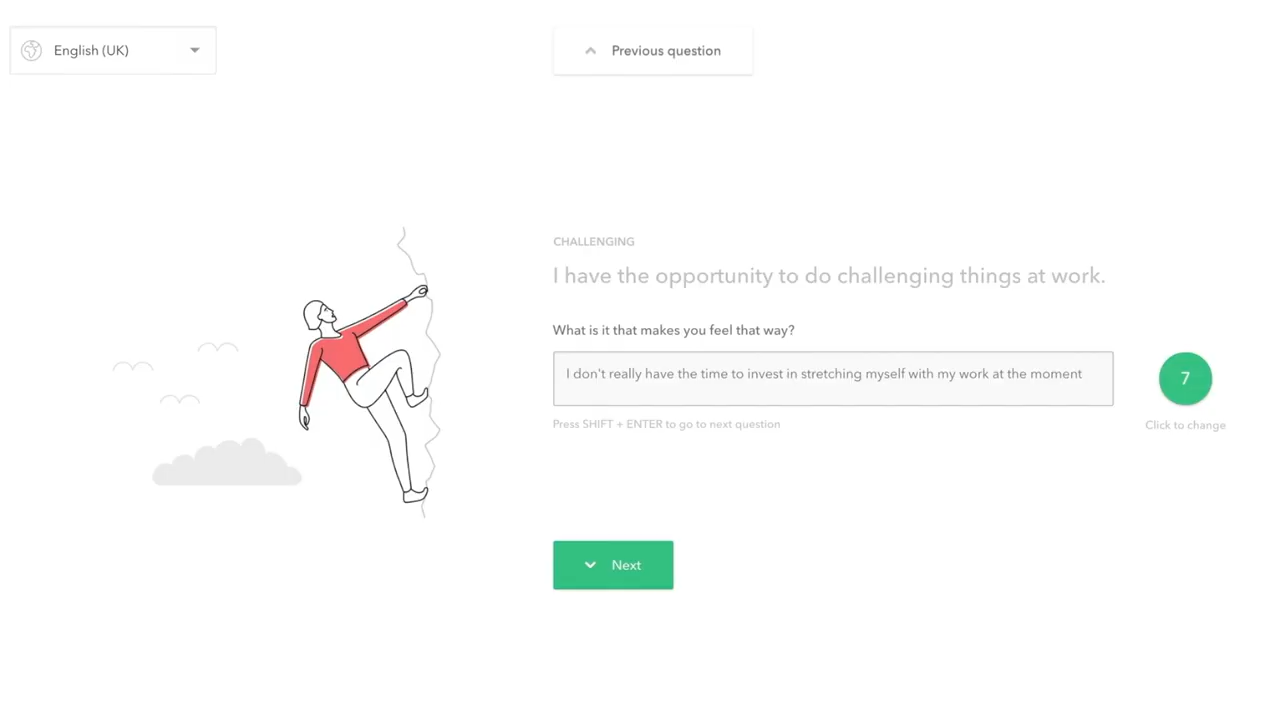 English (UK)
Previous question
CHALLENGING
I have the opportunity to do challenging things at work.
What is it that makes you feel that way?
I don't really have the time to invest in stretching myself with my work at the moment
7
Press SHIFT + ENTER to go to next question
Click to change
Next